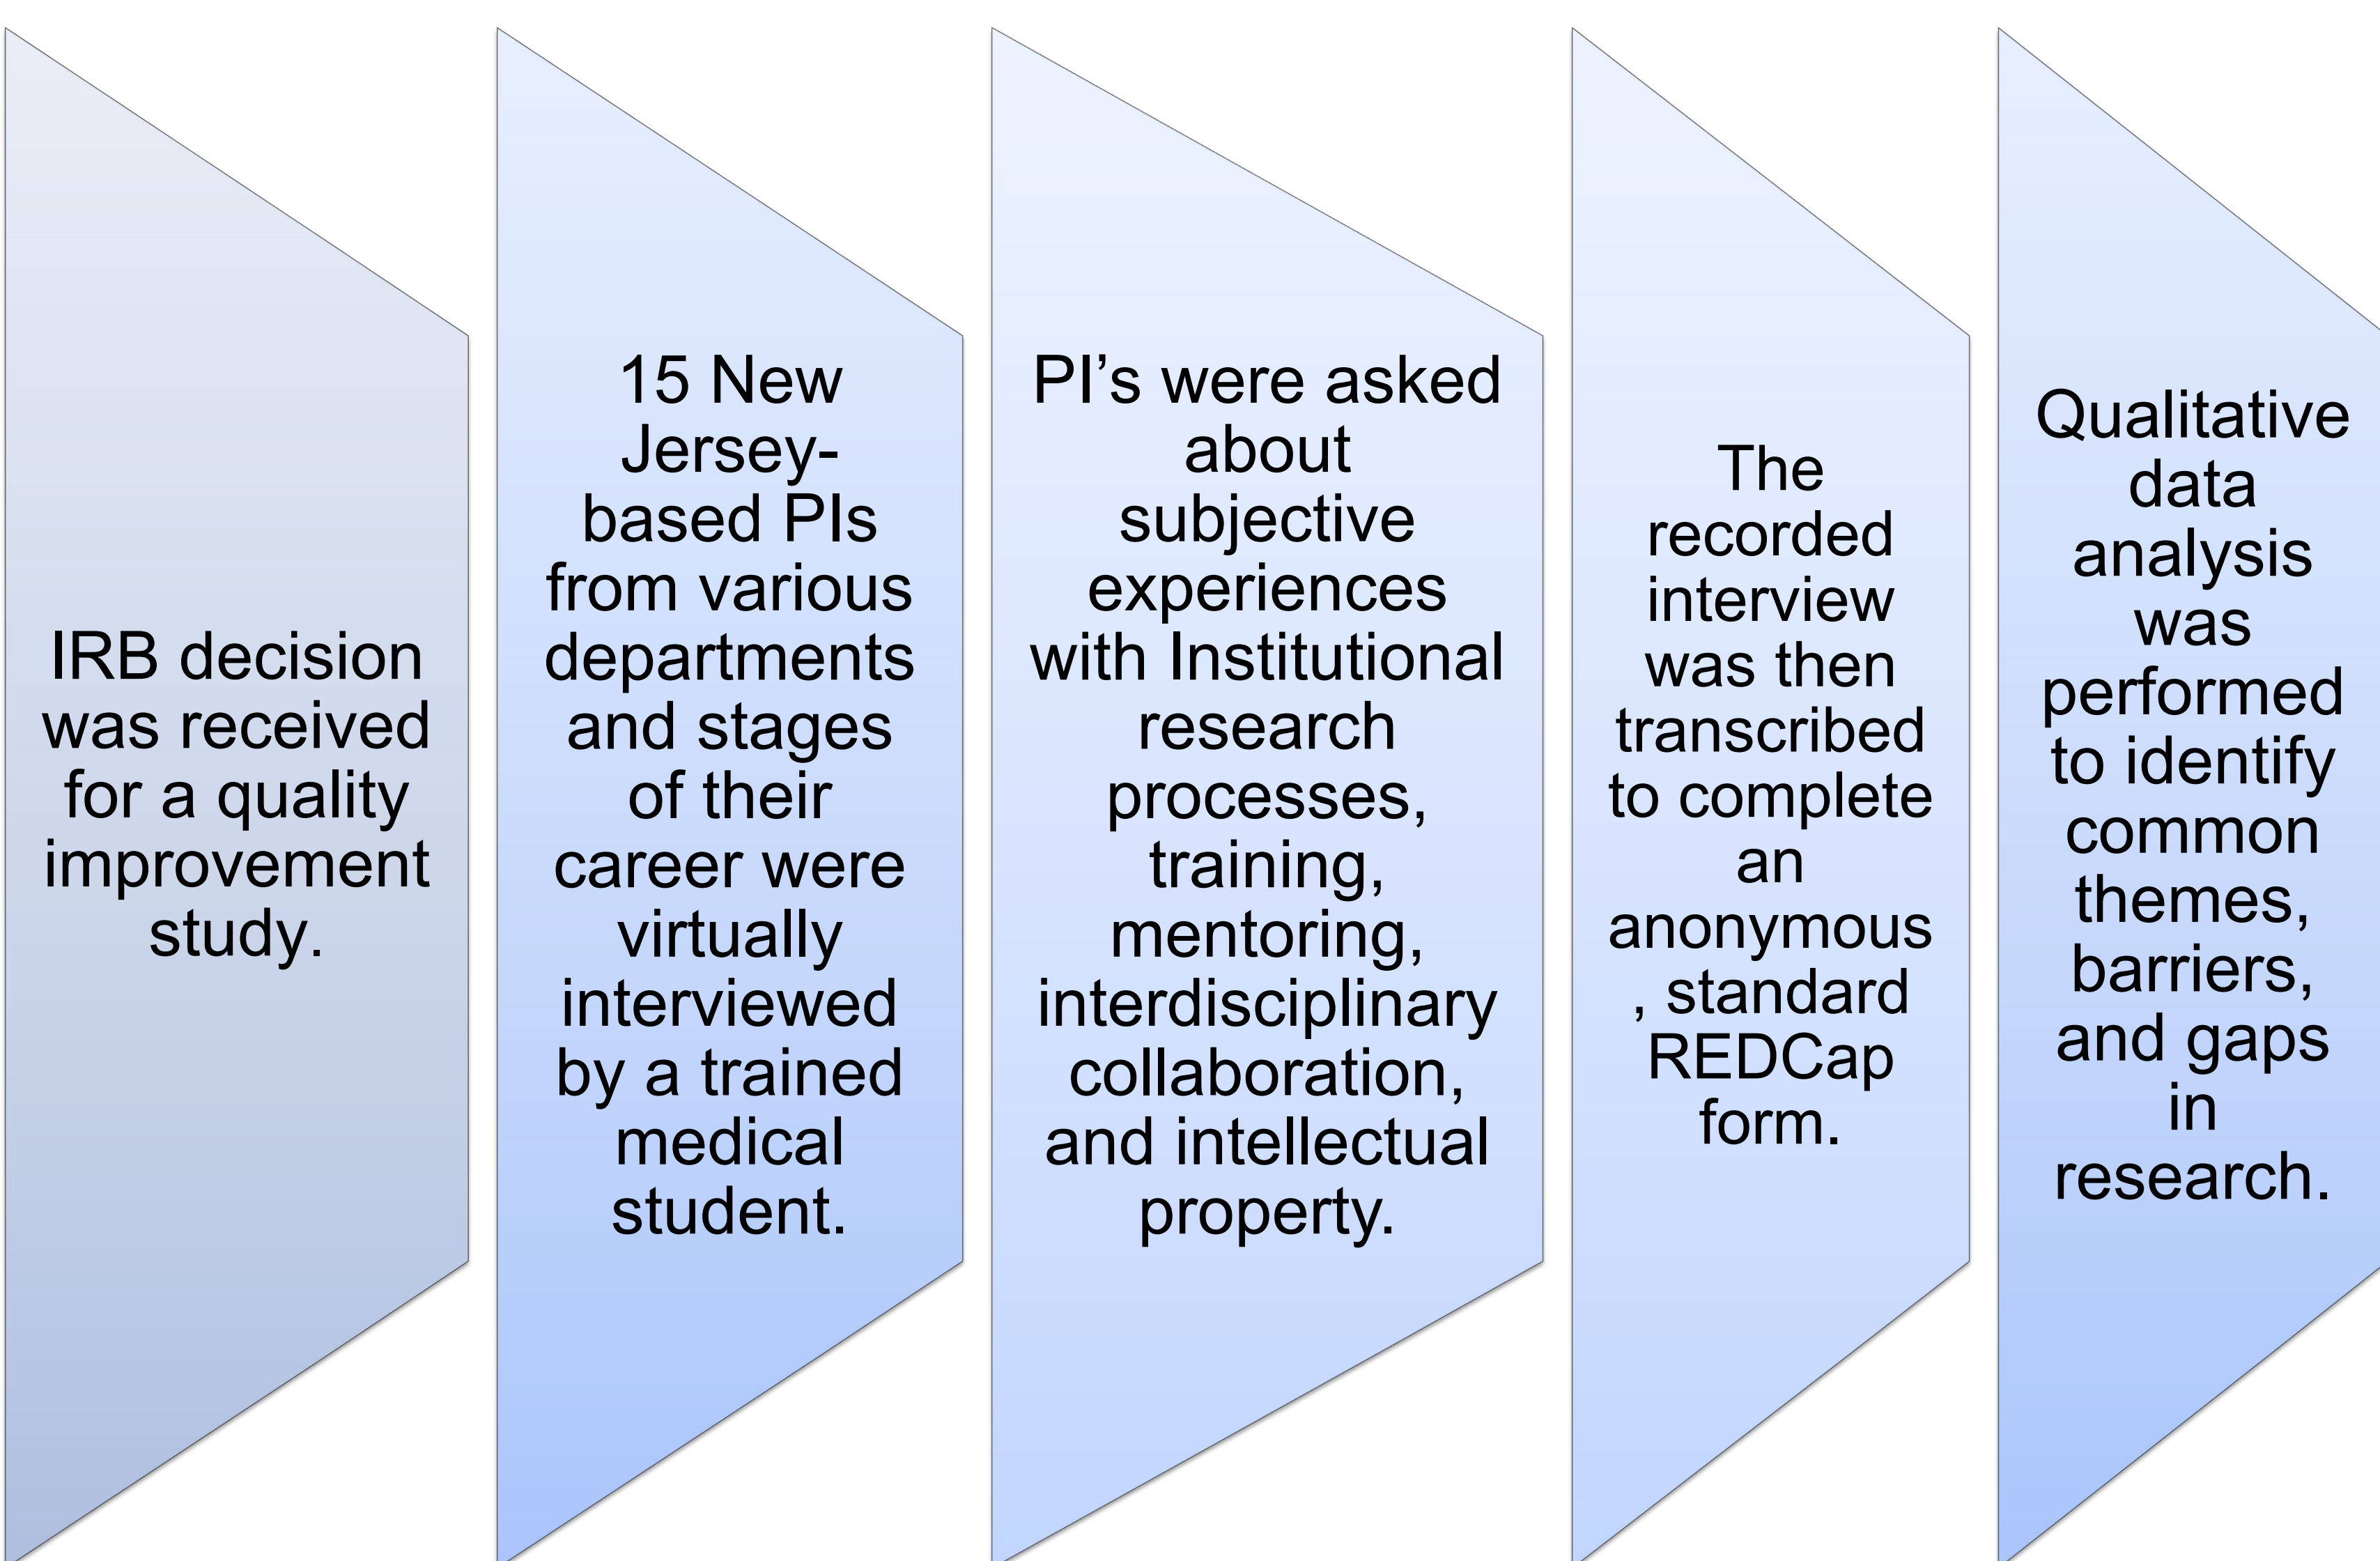 IRB decision
was received
for a quality
improvement
study.
15 New
Jersey-
based PIs
from various
departments
and stages
of their
career were
virtually
interviewed
by a trained
medical
student.
PI’s were asked
about
subjective
experiences
with Institutional
research
processes,
training,
mentoring,
interdisciplinary
collaboration,
and intellectual
property.
The
recorded
interview
was then
transcribed
to complete
an
anonymous
, standard
REDCap
form.
Qualitative
data
analysis
was
performed
to identify
common
themes,
barriers,
and gaps
in
research.